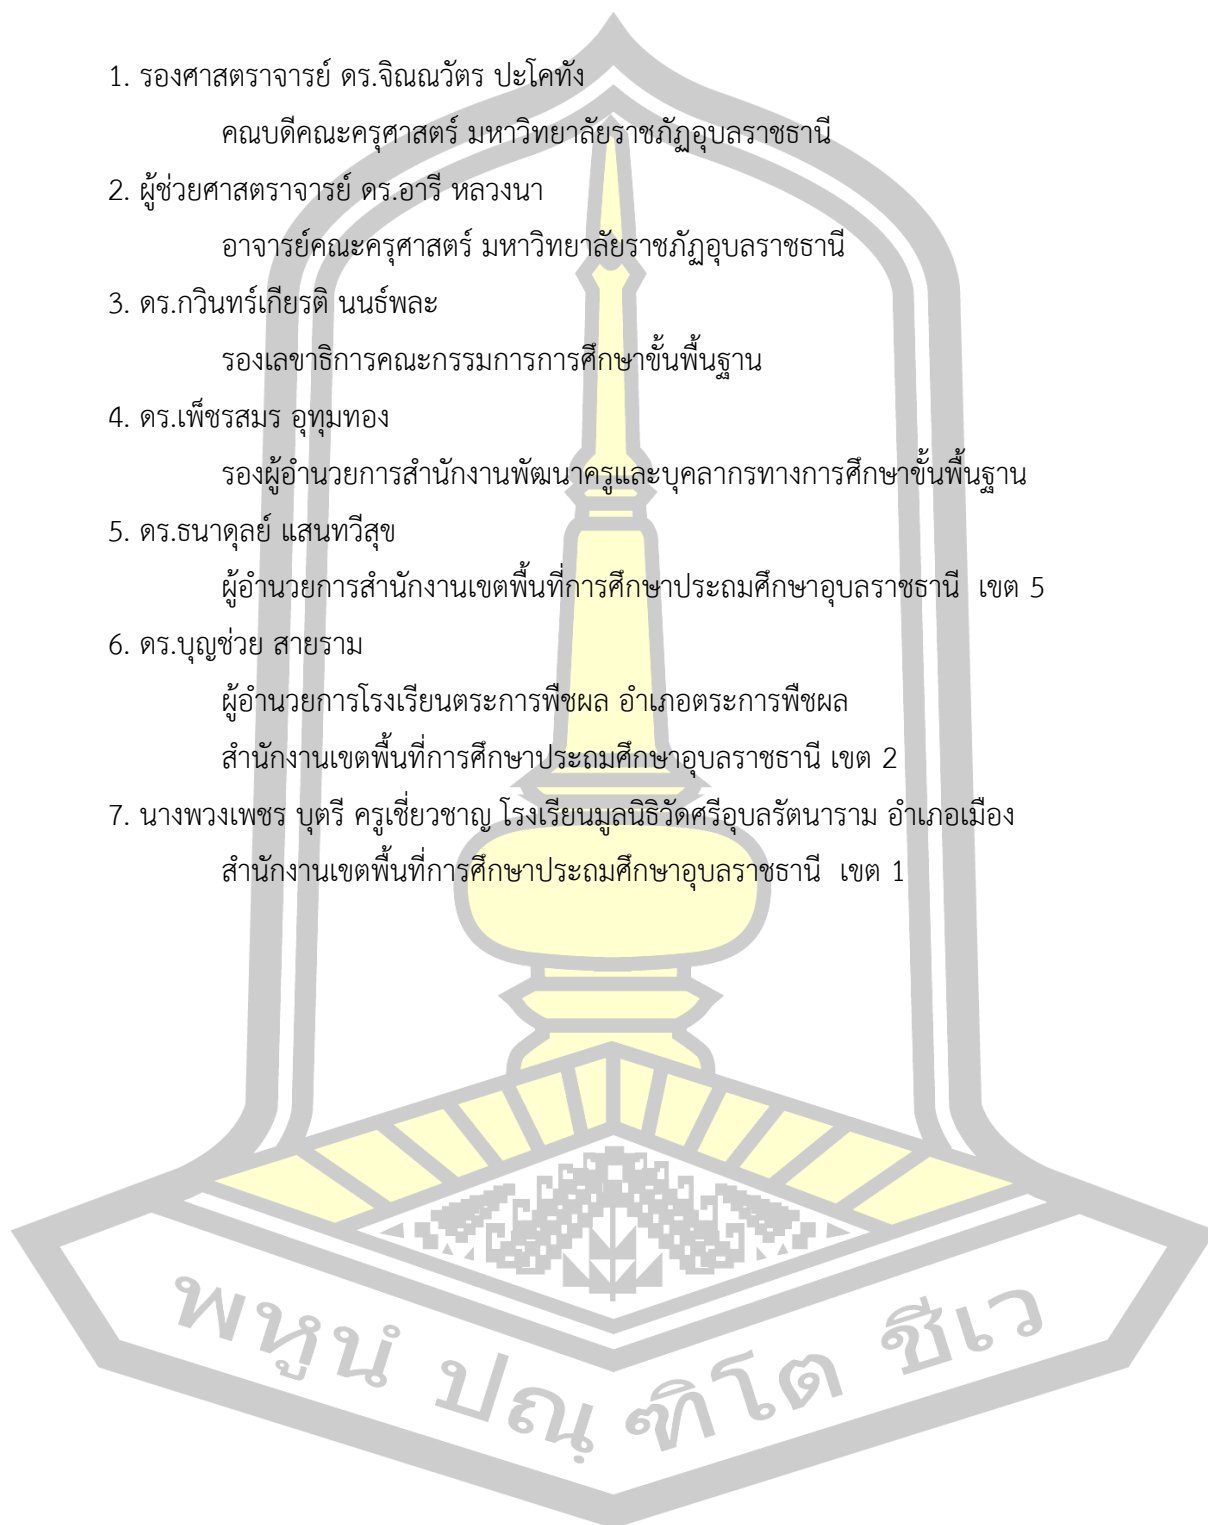 1. รองศาสตราจารย์ ดร.จิณณวัตร ปะโคทัง
คณบดีคณะครุศาสตร์ มหาวิทยาลัยราชภัฏอุบลราชธานี
2. ผู้ช่วยศาสตราจารย์ ดร.อารี หลวงนา
อาจารย์คณะครุศาสตร์ มหาวิทยาลัยราชภัฏอุบลราชธานี
3. ดร.กวินทร์เกียรติ นนธ์พละ
รองเลขาธิการคณะกรรมการการศึกษาขั้นพื้นฐาน
4. ดร.เพ็ชรสมร อุทุมทอง
รองผู้อำนวยการสำนักงานพัฒนาครูและบุคลากรทางการศึกษาขั้นพื้นฐาน
5. ดร.ธนาดุลย์ แสนทวีสุข
ผู้อำนวยการสำนักงานเขตพื้นที่การศึกษาประถมศึกษาอุบลราชธานี เขต 5
6. ดร.บุญช่วย สายราม
ผู้อำนวยการโรงเรียนตระการพืชผล อำเภอตระการพืชผล
สำนักงานเขตพื้นที่การศึกษาประถมศึกษาอุบลราชธานี เขต 2
7. นางพวงเพชร บุตรี ครูเชี่ยวชาญ โรงเรียนมูลนิธิวัดศรีอุบลรัตนาราม อำเภอเมือง
สำนักงานเขตพื้นที่การศึกษาประถมศึกษาอุบลราชธานี เขต 1
พหูนํ ปณฺ ฑิโต ชีเว